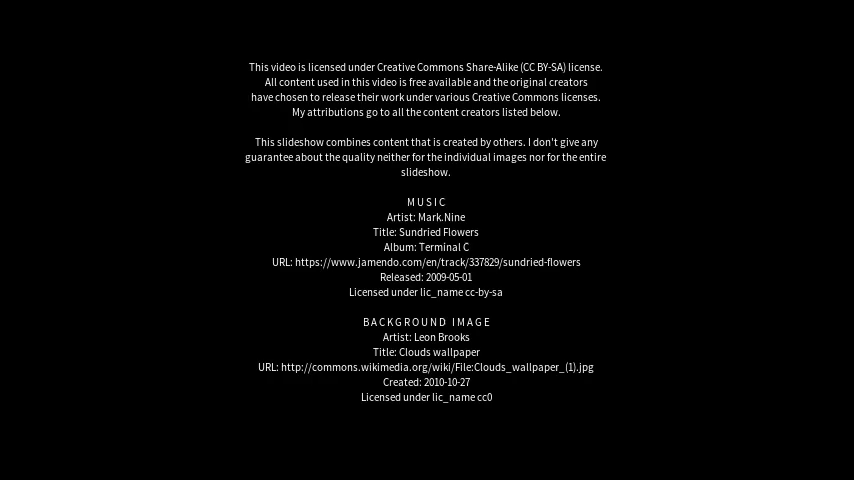 This video is licensed under Creative Commons Share-Alike (CC BY-SA) license.
All content used in this video is free available and the original creators
have chosen to release their work under various Creative Commons licenses.
My attributions go to all the content creators listed below.
This slideshow combines content that is created by others. I don't give any
guarantee about the quality neither for the individual images nor for the entire
slideshow.
MUSIC
Artist: Mark.Nine
Title: Sundried Flowers
Album: Terminal C
URL: https://www.jamendo.com/en/track/337829/sundried-flowers
Released: 2009-05-01
Licensed under lic_name cc-by-sa
BACKGROUND IMAGE
Artist: Leon Brooks
Title: Clouds wallpaper
URL: http://commons.wikimedia.org/wiki/File:Clouds_wallpaper_(1).jpg
Created: 2010-10-27
Licensed under lic_name cc0